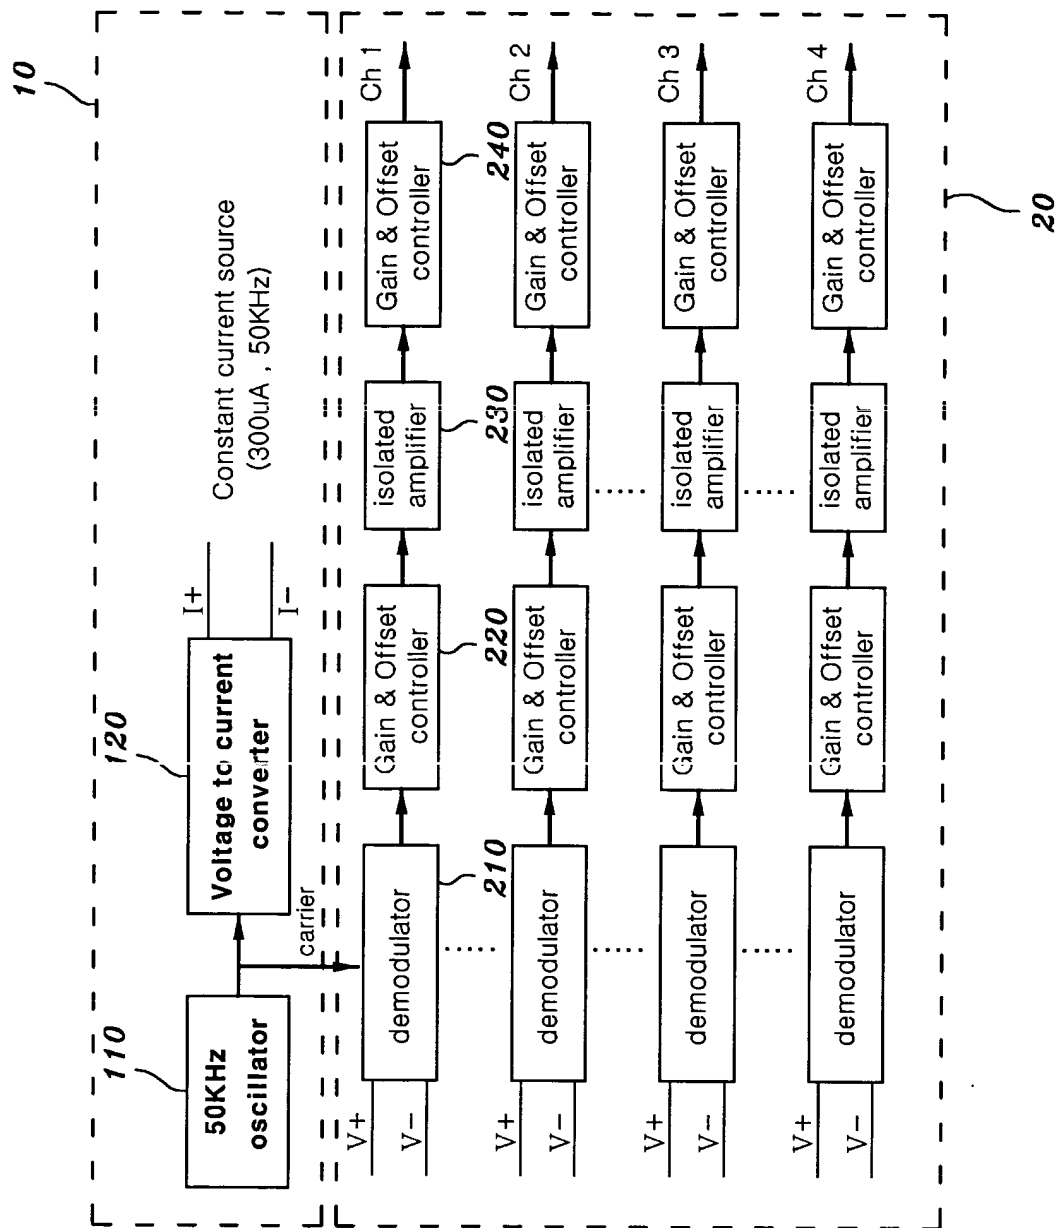 10
110
50KHz
oscillator
120
Voltage to current
converter
I+
I-
Constant current source
(300uA , 50KHz)
carrier
V+
V-
demodulator
210
Gain & Offset
controller
220
isolated
amplifier
230
Gain & Offset
controller
240
Ch 1
V+
V-
demodulator
Gain & Offset
controller
isolated
amplifier
Gain & Offset
controller
Ch 2
V+
V-
demodulator
Gain & Offset
controller
isolated
amplifier
Gain & Offset
controller
Ch 3
V+
V-
demodulator
Gain & Offset
controller
isolated
amplifier
Gain & Offset
controller
Ch 4
20